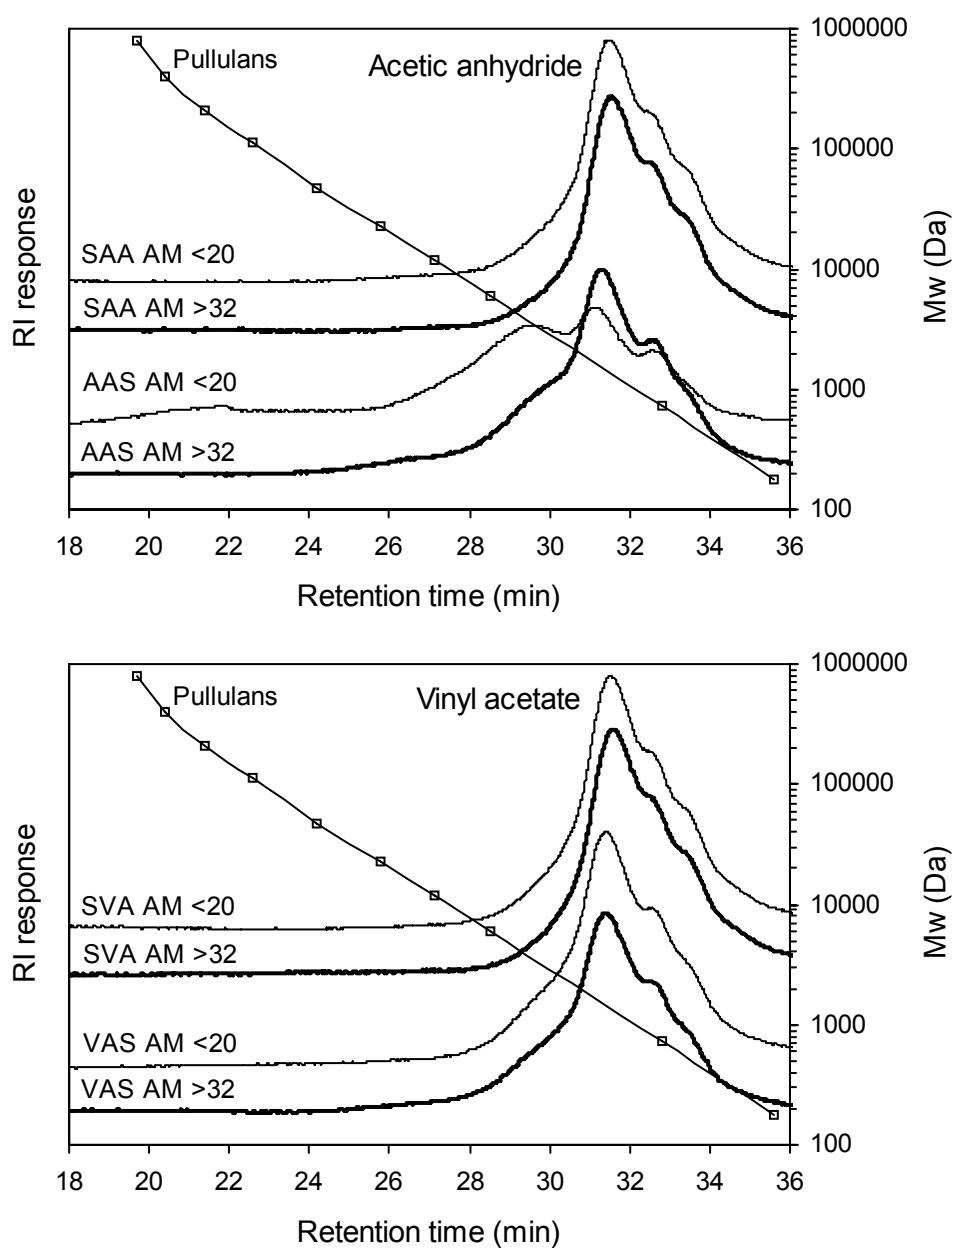 1000000
Pullulans
Acetic anhydride
100000
RI response
Mw (Da)
SAA AM <20
10000
SAA AM >32
AAS AM <20
1000
AAS AM >32
100
18 20 22 24 26 28 30 32 34 36
Retention time (min)
1000000
Pullulans
Vinyl acetate
100000
RI response
Mw (Da)
SVA AM <20
10000
SVA AM >32
VAS AM <20
1000
VAS AM >32
100
18 20 22 24 26 28 30 32 34 36
Retention time (min)